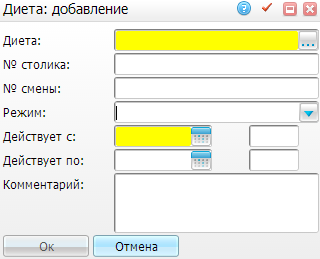 Диета: добавление
Диета:
...
№ столика:
№ смены:
Режим:
Действует с:
Действует по:
Комментарий:
Ок Отмена